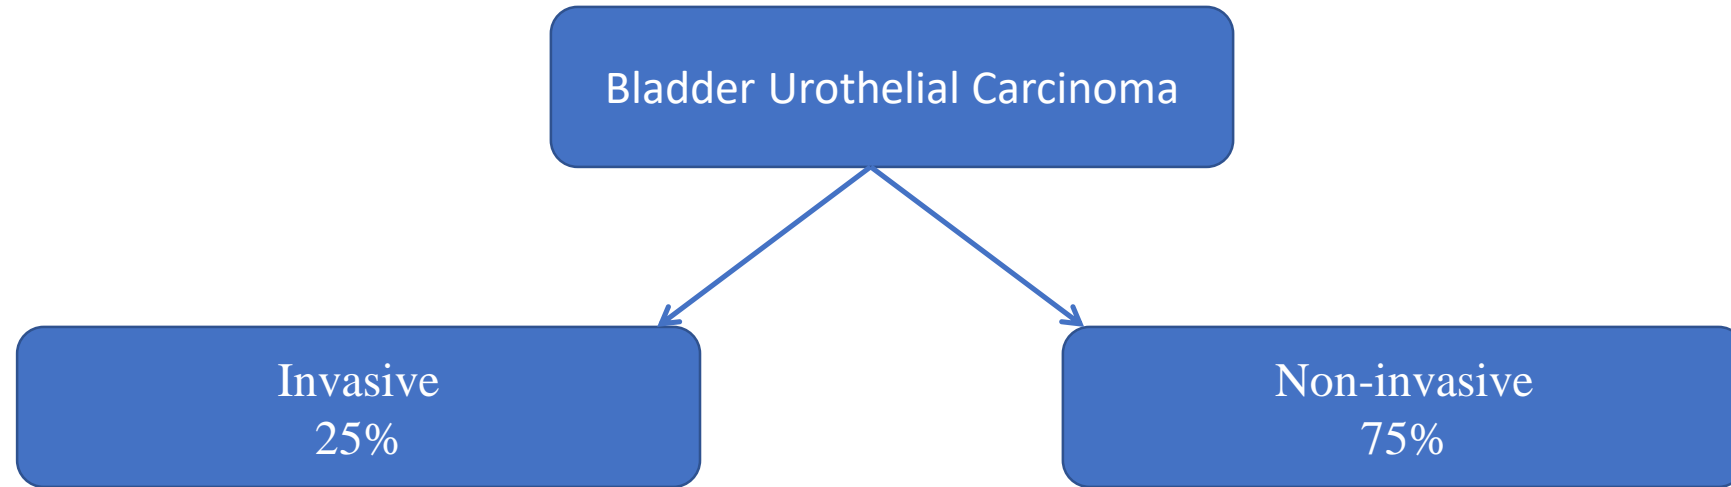 Bladder Urothelial Carcinoma
Invasive
25%
Non-invasive
75%